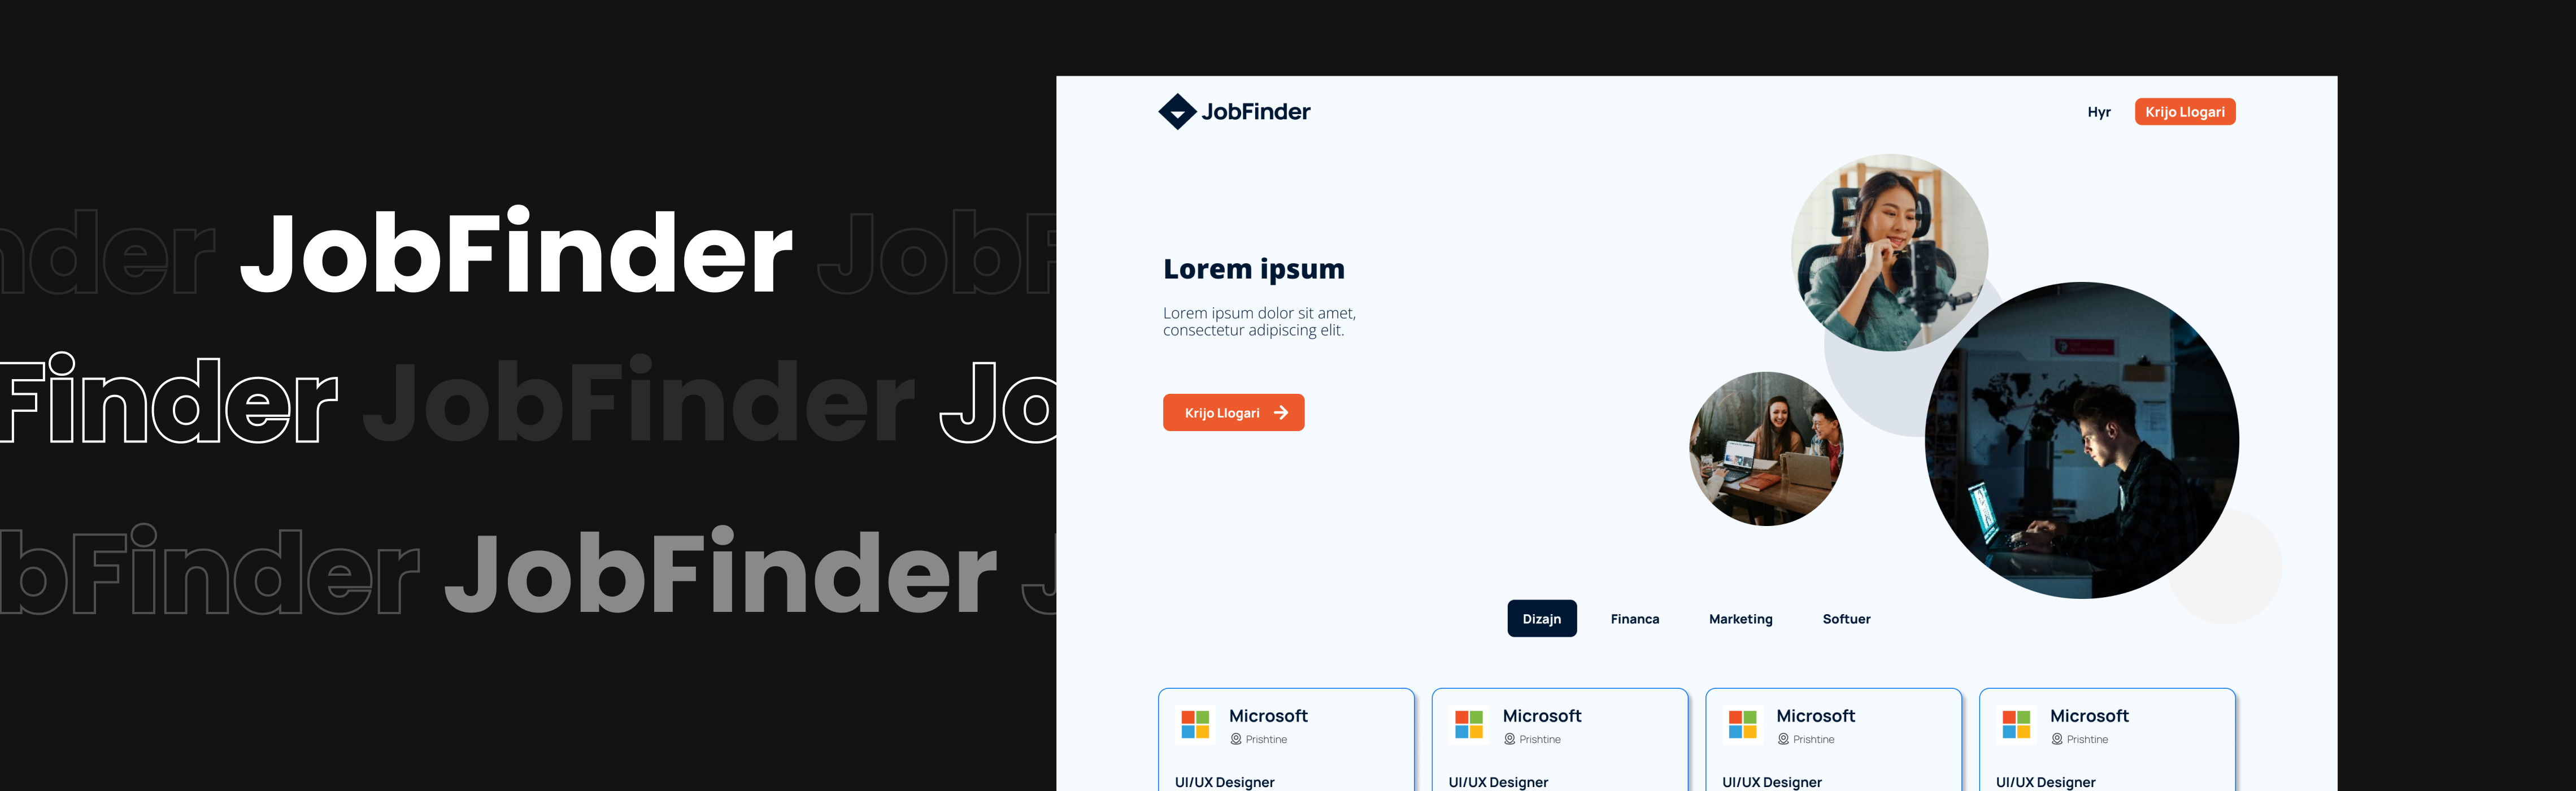 nder JobFinder JobF
Finder JobFinder Jo
bFinder JobFinder J
JobFinder
Hyr
Krijo Llogari
Lorem ipsum
Lorem ipsum dolor sit amet,
consectetur adipiscing elit.
Krijo Llogari
Dizajn Financa Marketing Softuer
Microsoft
Prishtine
UI/UX Designer
Microsoft
Prishtine
UI/UX Designer
Microsoft
Prishtine
UI/UX Designer
Microsoft
Prishtine
UI/UX Designer